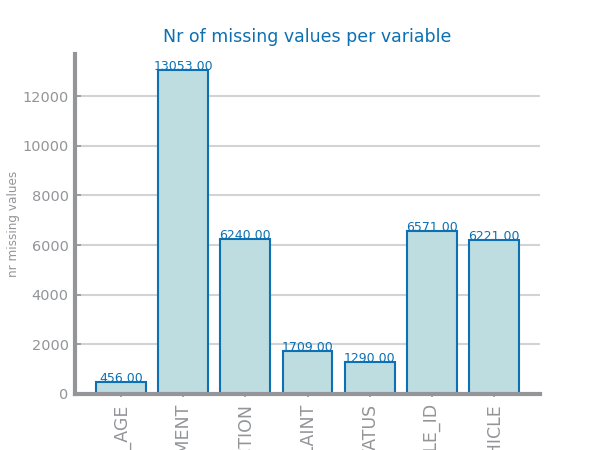 Nr of missing values per variable
nr missing values
12000
10000
8000
6000
4000
2000
0
456.00
13053.00
6240.00
1709.00
1290.00
6571.00
6221.00
_AGE
MENT
TION
LAINT
ATUS
LE_ID
HICLE